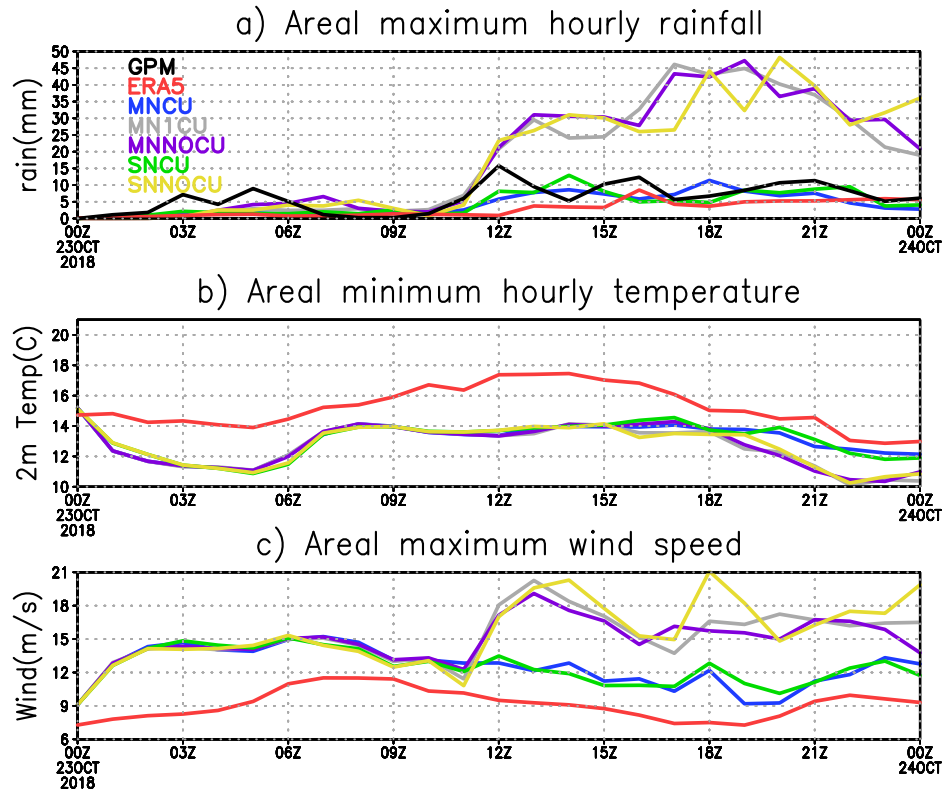 a) Areal maximum hourly rainfall
rain(mm)
50
45
40
35
30
25
20
15
10
5
0
GPM
ERA5
MNCU
MN1CU
MNNOCU
SNCU
SNNOCU
00Z 03Z 06Z 09Z 12Z 15Z 18Z 21Z 00Z
23OCT 24OCT
2018
b) Areal minimum hourly temperature
2m Temp(C)
20
18
16
14
12
10
00Z 03Z 06Z 09Z 12Z 15Z 18Z 21Z 00Z
23OCT 24OCT
2018
c) Areal maximum wind speed
Wind(m/s)
21
18
15
12
9
6
00Z 03Z 06Z 09Z 12Z 15Z 18Z 21Z 00Z
23OCT 24OCT
2018